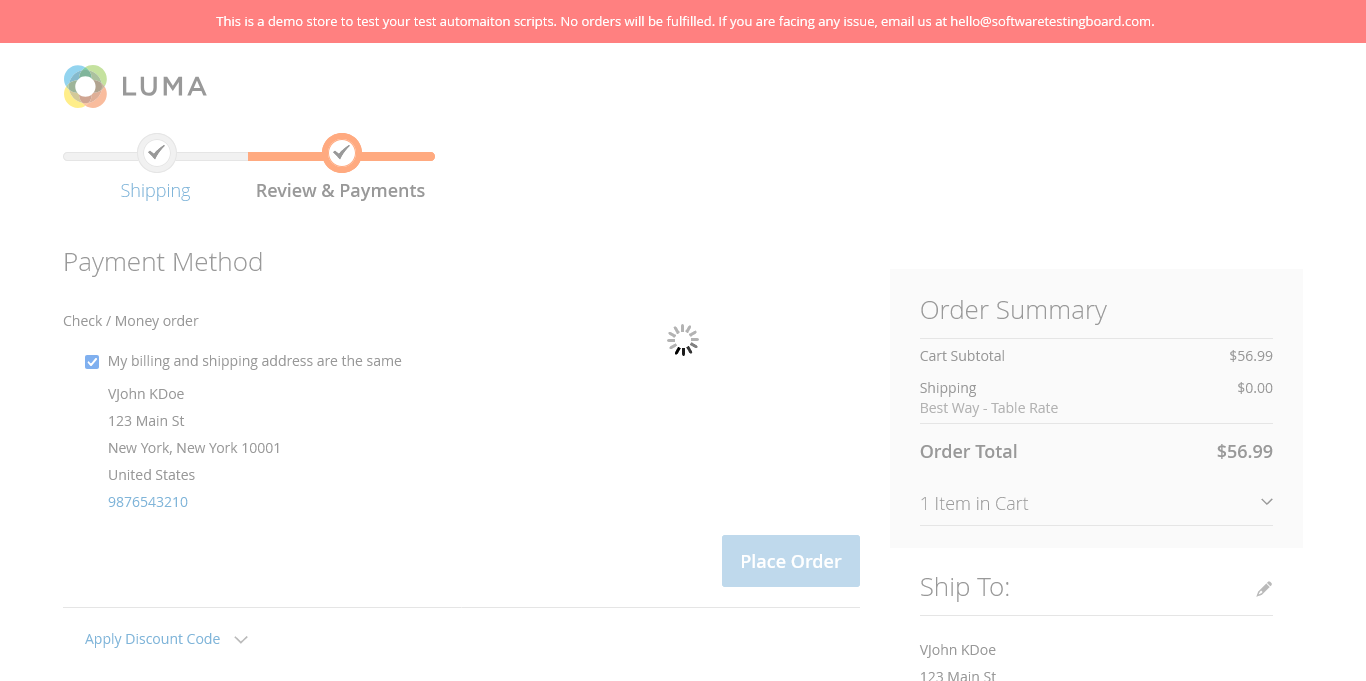 This is a demo store to test your test automaiton scripts. No orders will be fulfilled. If you are facing any issue, email us at hello@softwaretestingboard.com.
LUMA
Shipping
Review & Payments
Payment Method
Check / Money order
My billing and shipping address are the same
VJohn KDoe
123 Main St
New York, New York 10001
United States
9876543210
Place Order
Apply Discount Code
Order Summary
Cart Subtotal $56.99
Shipping $0.00
Best Way - Table Rate
Order Total $56.99
1 Item in Cart
Ship To:
VJohn KDoe
123 Main St